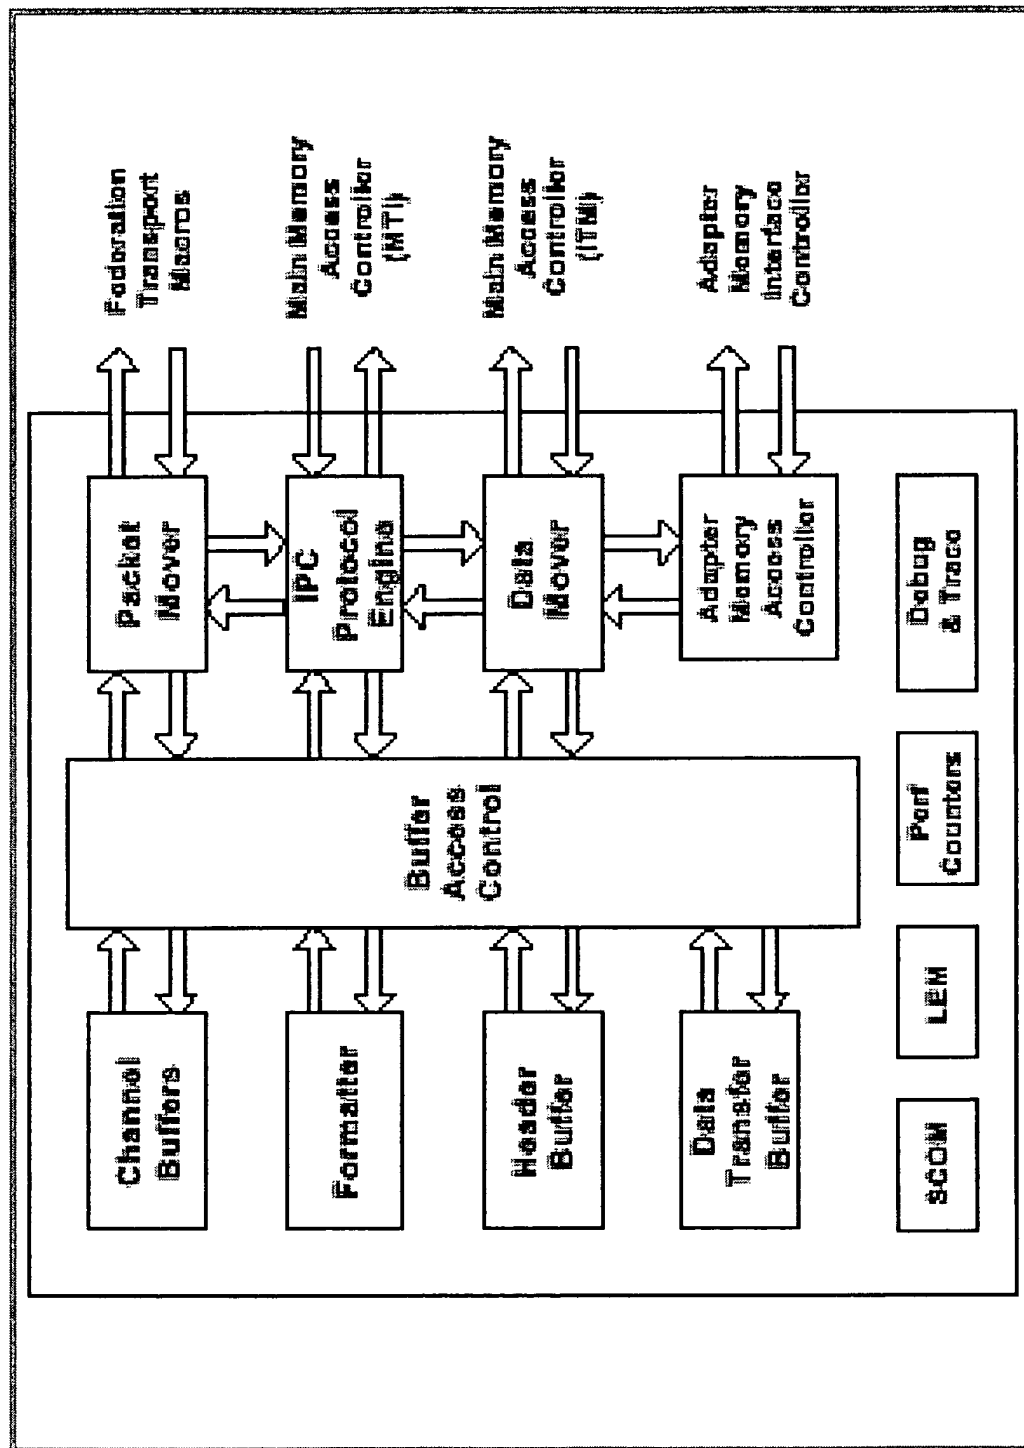 Channel
Buffers
Formatter
Header
Buffer
Data
Transfer
Buffer
SCOM
Buffer
Access
Control
LEM
Perf
Counters
Packet
Mover
IPC
Protocol
Engine
Data
Mover
Adapter
Memory
Access
Controller
Debug
& Trace
Federation
Transport
Macros
Main Memory
Access
Controller
(MTI)
Main Memory
Access
Controller
(ITM)
Adapter
Memory
Interface
Controller